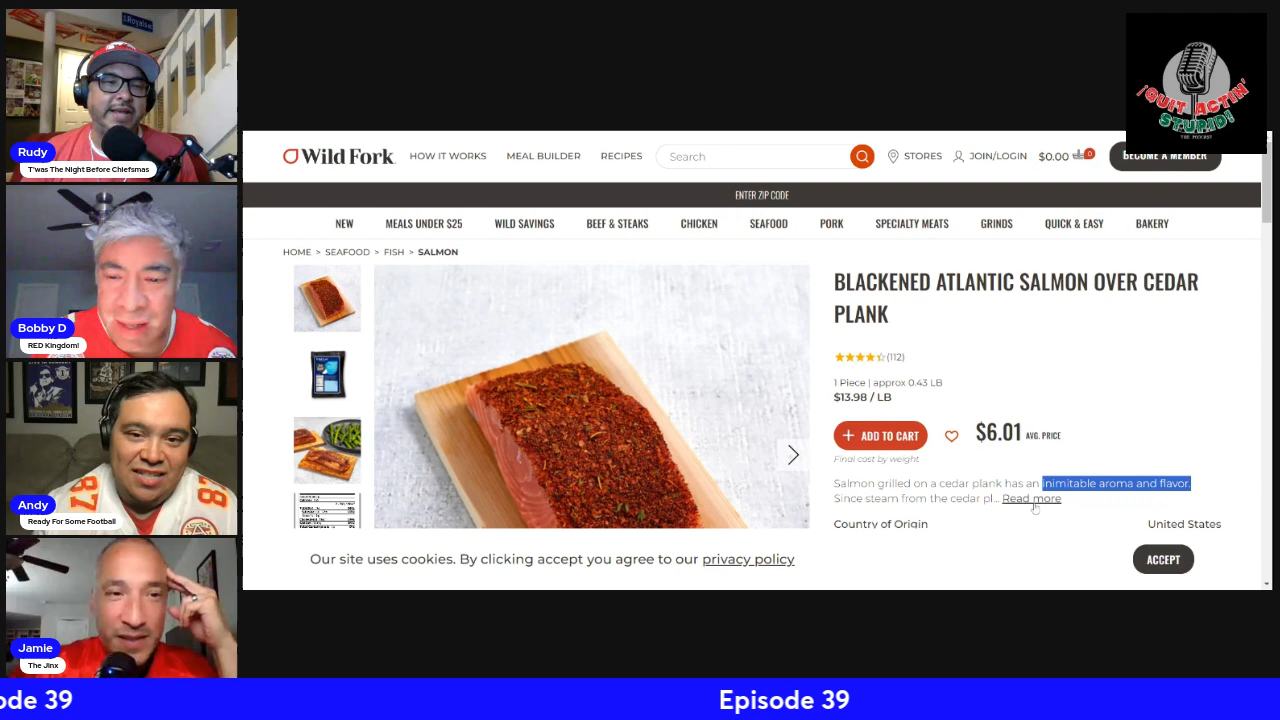 Royals
Rudy
T'was The Night Before Chiefsmas
Bobby D
RED Kingdom!
Andy
Ready For Some Football
87
Jamie
The Jinx
¡QUIT ACTIN'
STUPID!
THE PODCAST
Wild Fork
HOW IT WORKS
MEAL BUILDER
RECIPES
Search
STORES
JOIN/LOGIN
$0.00
0
BECOME A MEMBER
ENTER ZIP CODE
NEW
MEALS UNDER $25
WILD SAVINGS
BEEF & STEAKS
CHICKEN
SEAFOOD
PORK
SPECIALTY MEATS
GRINDS
QUICK & EASY
BAKERY
HOME > SEAFOOD > FISH > SALMON
BLACKENED ATLANTIC SALMON OVER CEDAR
PLANK
(112)
1 Piece | approx 0.43 LB
$13.98 / LB
+ ADD TO CART
$6.01 AVG. PRICE
Final cost by weight
Salmon grilled on a cedar plank has an inimitable aroma and flavor.
Since steam from the cedar pl... Read more
Country of Origin
United States
Our site uses cookies. By clicking accept you agree to our privacy policy
ACCEPT
ode 39
Episode 39